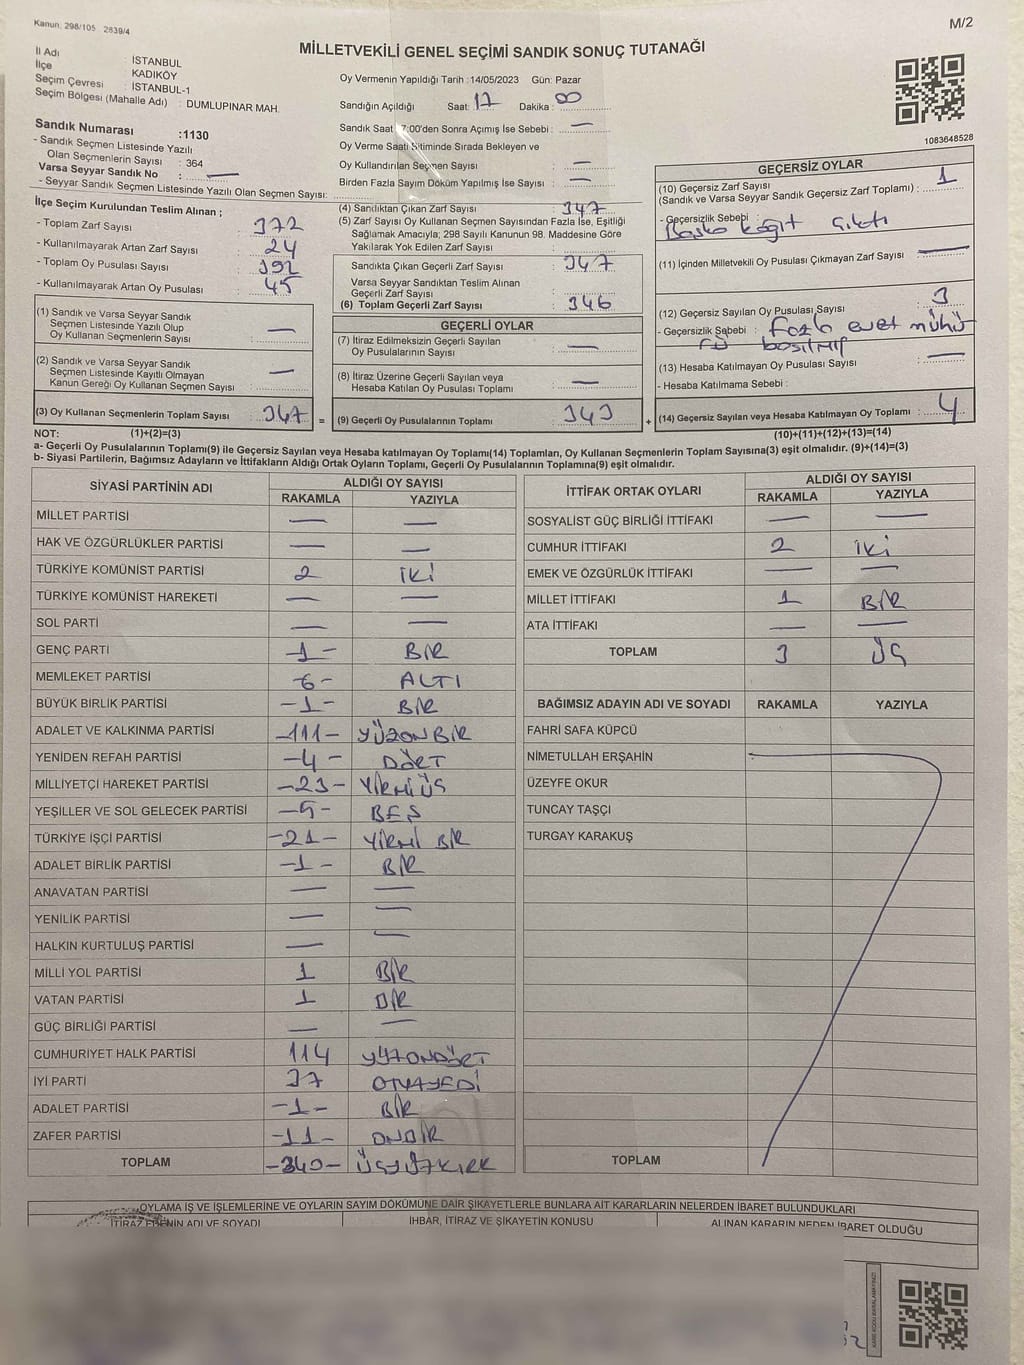 Kanun: 298/105 2839/4
M/2
MİLLETVEKİLİ GENEL SEÇİMİ SANDIK SONUÇ TUTANAĞI
İl Adı : İSTANBUL
İlçe : KADIKÖY
Seçim Çevresi : İSTANBUL-1
Seçim Bölgesi (Mahalle Adı) : DUMLUPINAR MAH.
Sandık Numarası :1130
- Sandık Seçmen Listesinde Yazılı
Olan Seçmenlerin Sayısı : 364
Varsa Seyyar Sandık No : —
- Seyyar Sandık Seçmen Listesinde Yazılı Olan Seçmen Sayısı:
Oy Vermenin Yapıldığı Tarih :14/05/2023 Gün: Pazar
Sandığın Açıldığı Saat: 17 Dakika : 00
Sandık Saat 17:00'den Sonra Açımış İse Sebebi : —
Oy Verme Saati Bitiminde Sırada Bekleyen ve
Oy Kullandırılan Seçmen Sayısı : —
Birden Fazla Sayım Döküm Yapılmış İse Sayısı : —
1083648528
İlçe Seçim Kurulundan Teslim Alınan ;
- Toplam Zarf Sayısı : 372
- Kullanılmayarak Artan Zarf Sayısı : 24
- Toplam Oy Pusulası Sayısı : 392
- Kullanılmayarak Artan Oy Pusulası : 45
(4) Sandıktan Çıkan Zarf Sayısı : 347
(5) Zarf Sayısı Oy Kullanan Seçmen Sayısından Fazla İse, Eşitliği
Sağlamak Amacıyla; 298 Sayılı Kanunun 98. Maddesine Göre
Yakılarak Yok Edilen Zarf Sayısı :
Sandıkta Çıkan Geçerli Zarf Sayısı : 347
Varsa Seyyar Sandıktan Teslim Alınan
Geçerli Zarf Sayısı :
(6) Toplam Geçerli Zarf Sayısı : 346
GEÇERSİZ OYLAR
(10) Geçersiz Zarf Sayısı
(Sandık ve Varsa Seyyar Sandık Geçersiz Zarf Toplamı) : 1
- Geçersizlik Sebebi :
Başka kağıt çıktı
(11) İçinden Milletvekili Oy Pusulası Çıkmayan Zarf Sayısı : —
(12) Geçersiz Sayılan Oy Pusulası Sayısı : 3
- Geçersizlik Sebebi : fazla evet mühü
rü basılmış
(13) Hesaba Katılmayan Oy Pusulası Sayısı : —
- Hesaba Katılmama Sebebi :
(14) Geçersiz Sayılan veya Hesaba Katılmayan Oy Toplamı : 4
(10)+(11)+(12)+(13)=(14)
(1) Sandık ve Varsa Seyyar Sandık
Seçmen Listesinde Yazılı Olup
Oy Kullanan Seçmenlerin Sayısı : —
(2) Sandık ve Varsa Seyyar Sandık
Seçmen Listesinde Kayıtlı Olmayan
Kanun Gereği Oy Kullanan Seçmen Sayısı : —
(3) Oy Kullanan Seçmenlerin Toplam Sayısı : 347 =
GEÇERLİ OYLAR
(7) İtiraz Edilmeksizin Geçerli Sayılan
Oy Pusulalarının Sayısı : —
(8) İtiraz Üzerine Geçerli Sayılan veya
Hesaba Katılan Oy Pusulası Toplamı : —
(9) Geçerli Oy Pusulalarının Toplamı : 343 +
NOT: (1)+(2)=(3)
a- Geçerli Oy Pusulalarının Toplamı(9) ile Geçersiz Sayılan veya Hesaba katılmayan Oy Toplamı(14) Toplamları, Oy Kullanan Seçmenlerin Toplam Sayısına(3) eşit olmalıdır. (9)+(14)=(3)
b- Siyasi Partilerin, Bağımsız Adayların ve İttifakların Aldığı Ortak Oyların Toplamı, Geçerli Oy Pusulalarının Toplamına(9) eşit olmalıdır.
SİYASİ PARTİNİN ADI ALDIĞI OY SAYISI
RAKAMLA YAZIYLA
MİLLET PARTİSİ — —
HAK VE ÖZGÜRLÜKLER PARTİSİ — —
TÜRKİYE KOMÜNİST PARTİSİ 2 İKİ
TÜRKİYE KOMÜNİST HAREKETİ — —
SOL PARTİ — —
GENÇ PARTİ -1- BİR
MEMLEKET PARTİSİ -6- ALTI
BÜYÜK BİRLİK PARTİSİ -1- BİR
ADALET VE KALKINMA PARTİSİ -111- YÜZONBİR
YENİDEN REFAH PARTİSİ -4- DÖRT
MİLLİYETÇİ HAREKET PARTİSİ -23- YİRMİÜÇ
YEŞİLLER VE SOL GELECEK PARTİSİ -5- BEŞ
TÜRKİYE İŞÇİ PARTİSİ -21- YİRMİ BİR
ADALET BİRLİK PARTİSİ -1- BİR
ANAVATAN PARTİSİ — —
YENİLİK PARTİSİ — —
HALKIN KURTULUŞ PARTİSİ — —
MİLLİ YOL PARTİSİ 1 BİR
VATAN PARTİSİ 1 BİR
GÜÇ BİRLİĞİ PARTİSİ — —
CUMHURİYET HALK PARTİSİ 114 YÜZONDÖRT
İYİ PARTİ 37 OTUZYEDİ
ADALET PARTİSİ -1- BİR
ZAFER PARTİSİ -11- ONBİR
TOPLAM -340- ÜÇYÜZKIRK
İTTİFAK ORTAK OYLARI ALDIĞI OY SAYISI
RAKAMLA YAZIYLA
SOSYALİST GÜÇ BİRLİĞİ İTTİFAKI — —
CUMHUR İTTİFAKI 2 İKİ
EMEK VE ÖZGÜRLÜK İTTİFAKI — —
MİLLET İTTİFAKI 1 BİR
ATA İTTİFAKI — —
TOPLAM 3 ÜÇ
BAĞIMSIZ ADAYIN ADI VE SOYADI RAKAMLA YAZIYLA
FAHRİ SAFA KÜPCÜ
NİMETULLAH ERŞAHİN
ÜZEYFE OKUR
TUNCAY TAŞÇI
TURGAY KARAKUŞ
TOPLAM
OYLAMA İŞ VE İŞLEMLERİNE VE OYLARIN SAYIM DÖKÜMÜNE DAİR ŞİKAYETLERLE BUNLARA AİT KARARLARIN NELERDEN İBARET BULUNDUKLARI
İTİRAZ EDENİN ADI VE SOYADI İHBAR, İTİRAZ VE ŞİKAYETİN KONUSU ALINAN KARARIN NEDEN İBARET OLDUĞU
KARE KODU KARALAMAYINIZ!